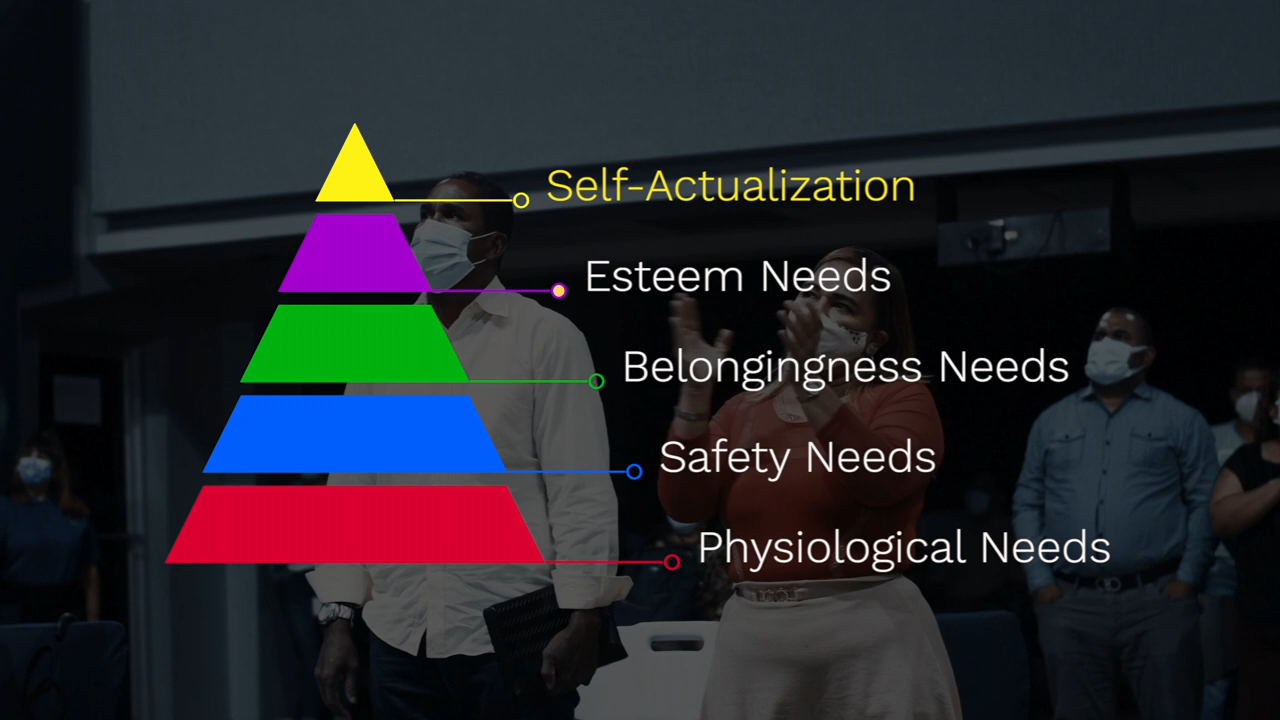 Self-Actualization
Esteem Needs
Belongingness Needs
Safety Needs
Physiological Needs